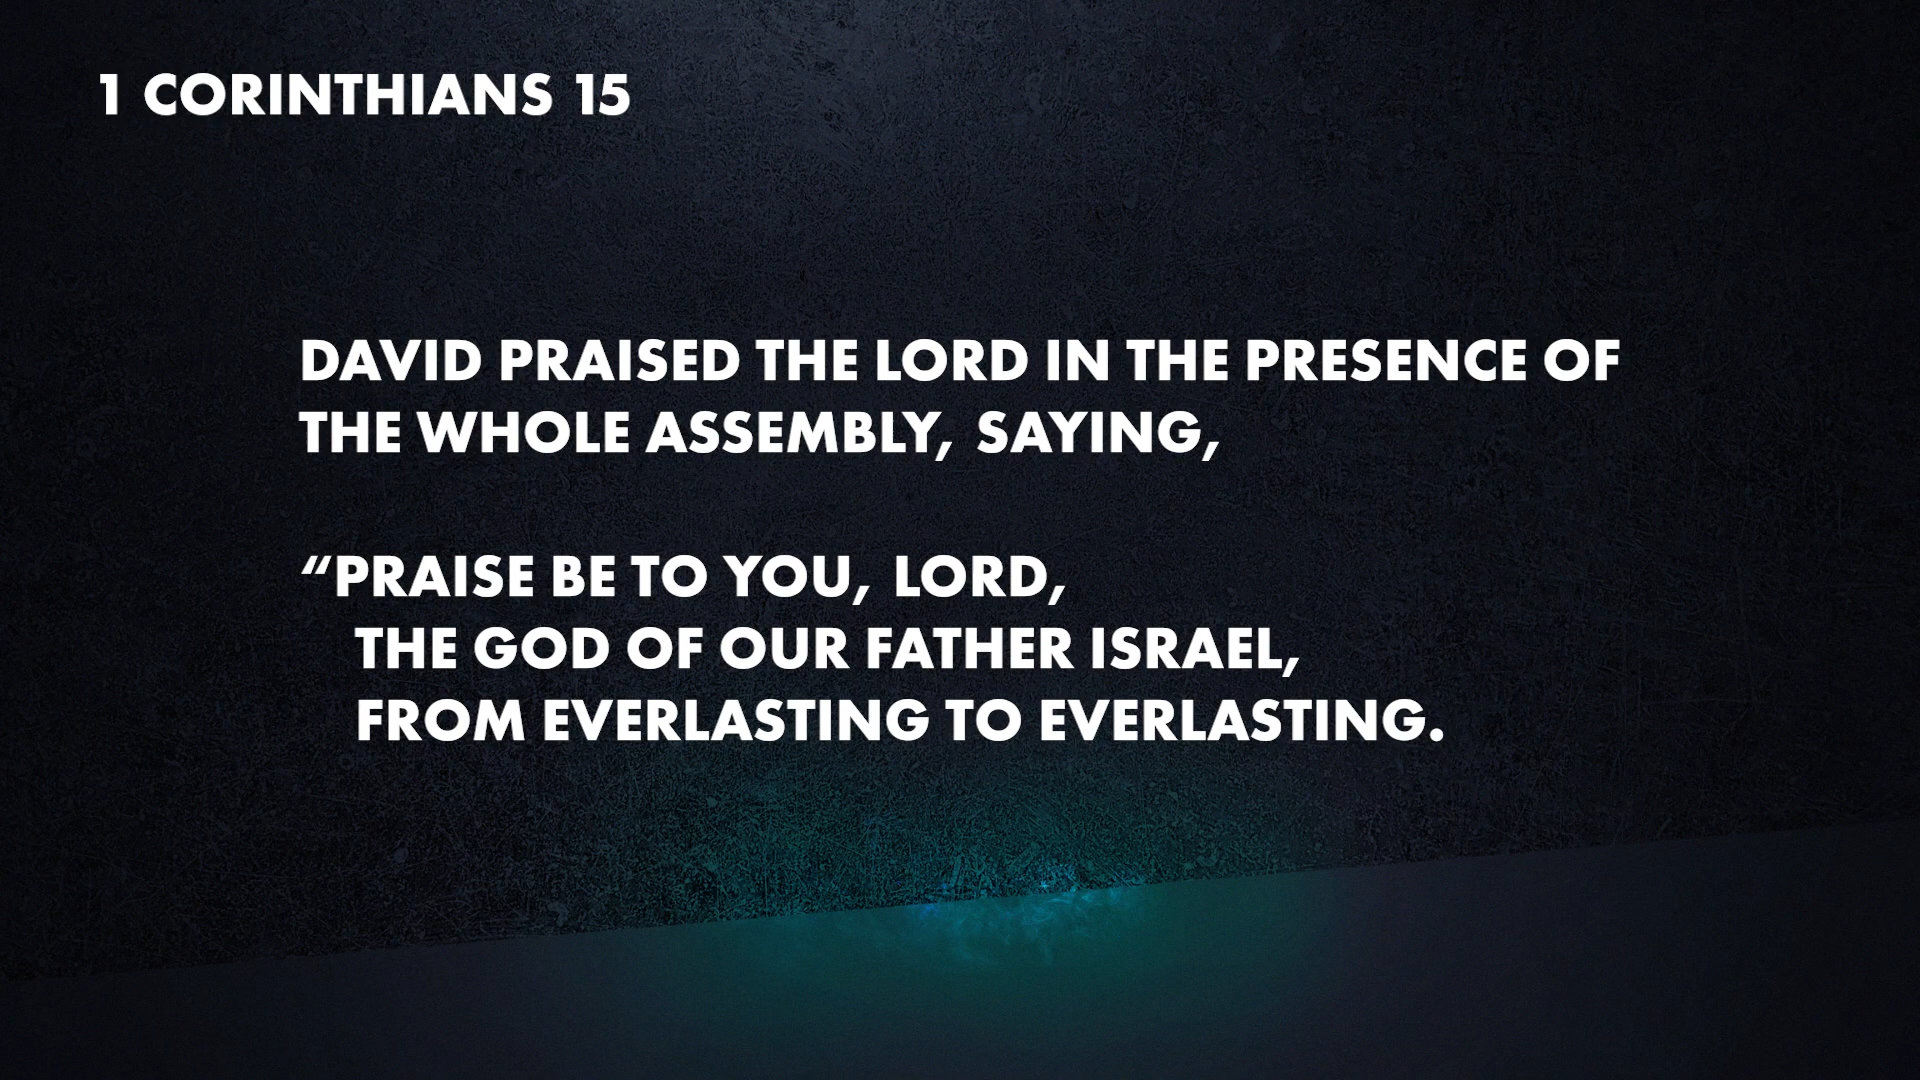 1 CORINTHIANS 15
DAVID PRAISED THE LORD IN THE PRESENCE OF
THE WHOLE ASSEMBLY, SAYING,
“PRAISE BE TO YOU, LORD,
THE GOD OF OUR FATHER ISRAEL,
FROM EVERLASTING TO EVERLASTING.